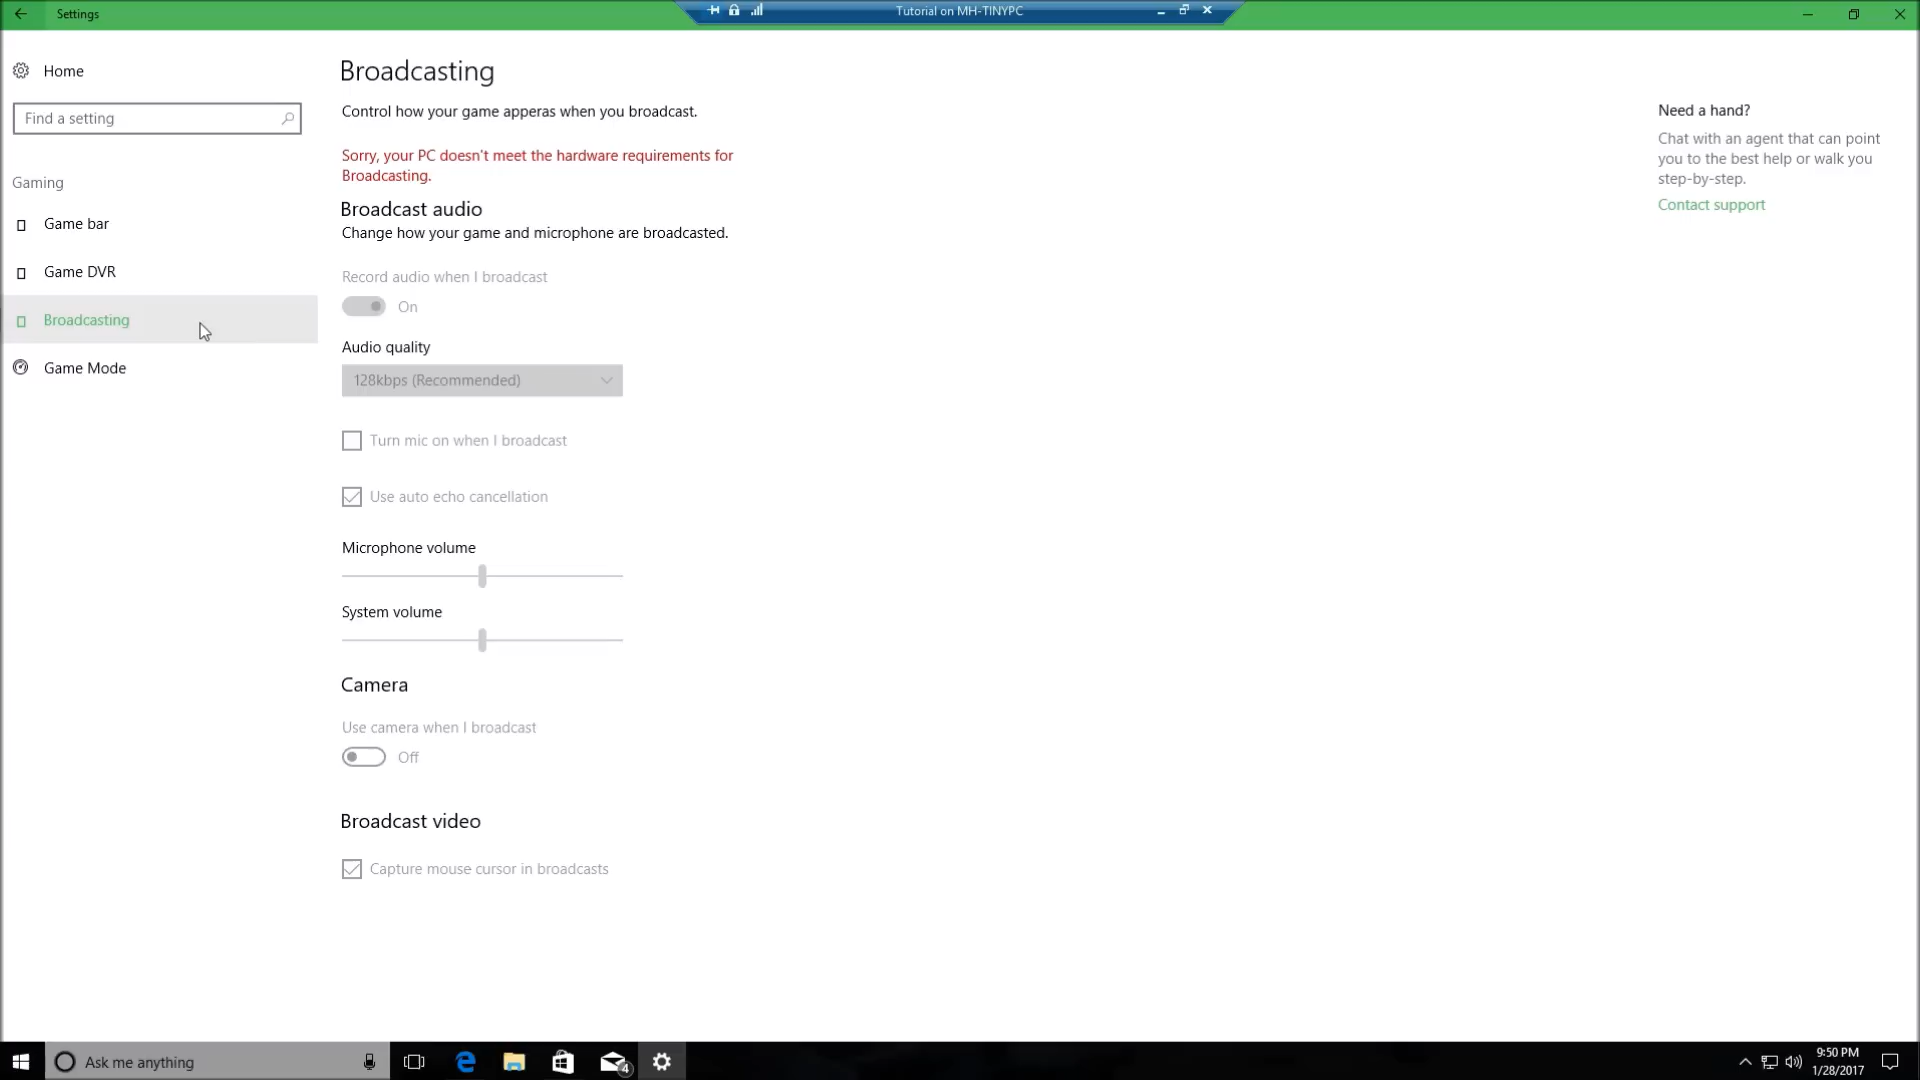 Settings
Tutorial on MH-TINYPC
Home
Find a setting
Gaming
Game bar
Game DVR
Broadcasting
Game Mode
Broadcasting
Control how your game apperas when you broadcast.
Sorry, your PC doesn't meet the hardware requirements for
Broadcasting.
Broadcast audio
Change how your game and microphone are broadcasted.
Record audio when I broadcast
On
Audio quality
128kbps (Recommended)
Turn mic on when I broadcast
Use auto echo cancellation
Microphone volume
System volume
Camera
Use camera when I broadcast
Off
Broadcast video
Capture mouse cursor in broadcasts
Need a hand?
Chat with an agent that can point
you to the best help or walk you
step-by-step.
Contact support
Ask me anything
4
9:50 PM
1/28/2017